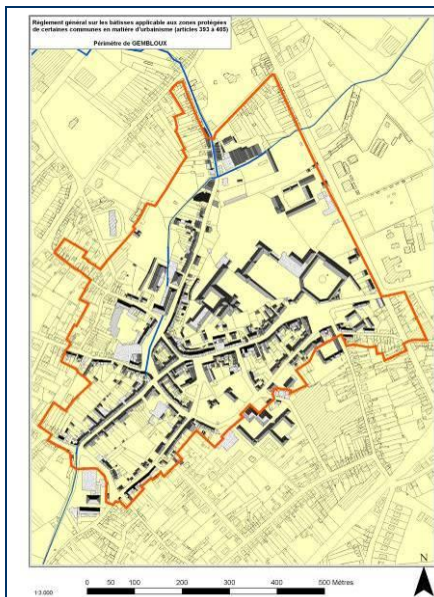 Règlement général sur les bâtisses applicable aux zones protégées
de certaines communes en matière d'urbanisme (articles 393 à 405)
Périmètre de GEMBLOUX
N
1:3.000
0 50 100 200 300 400 500 Mètres